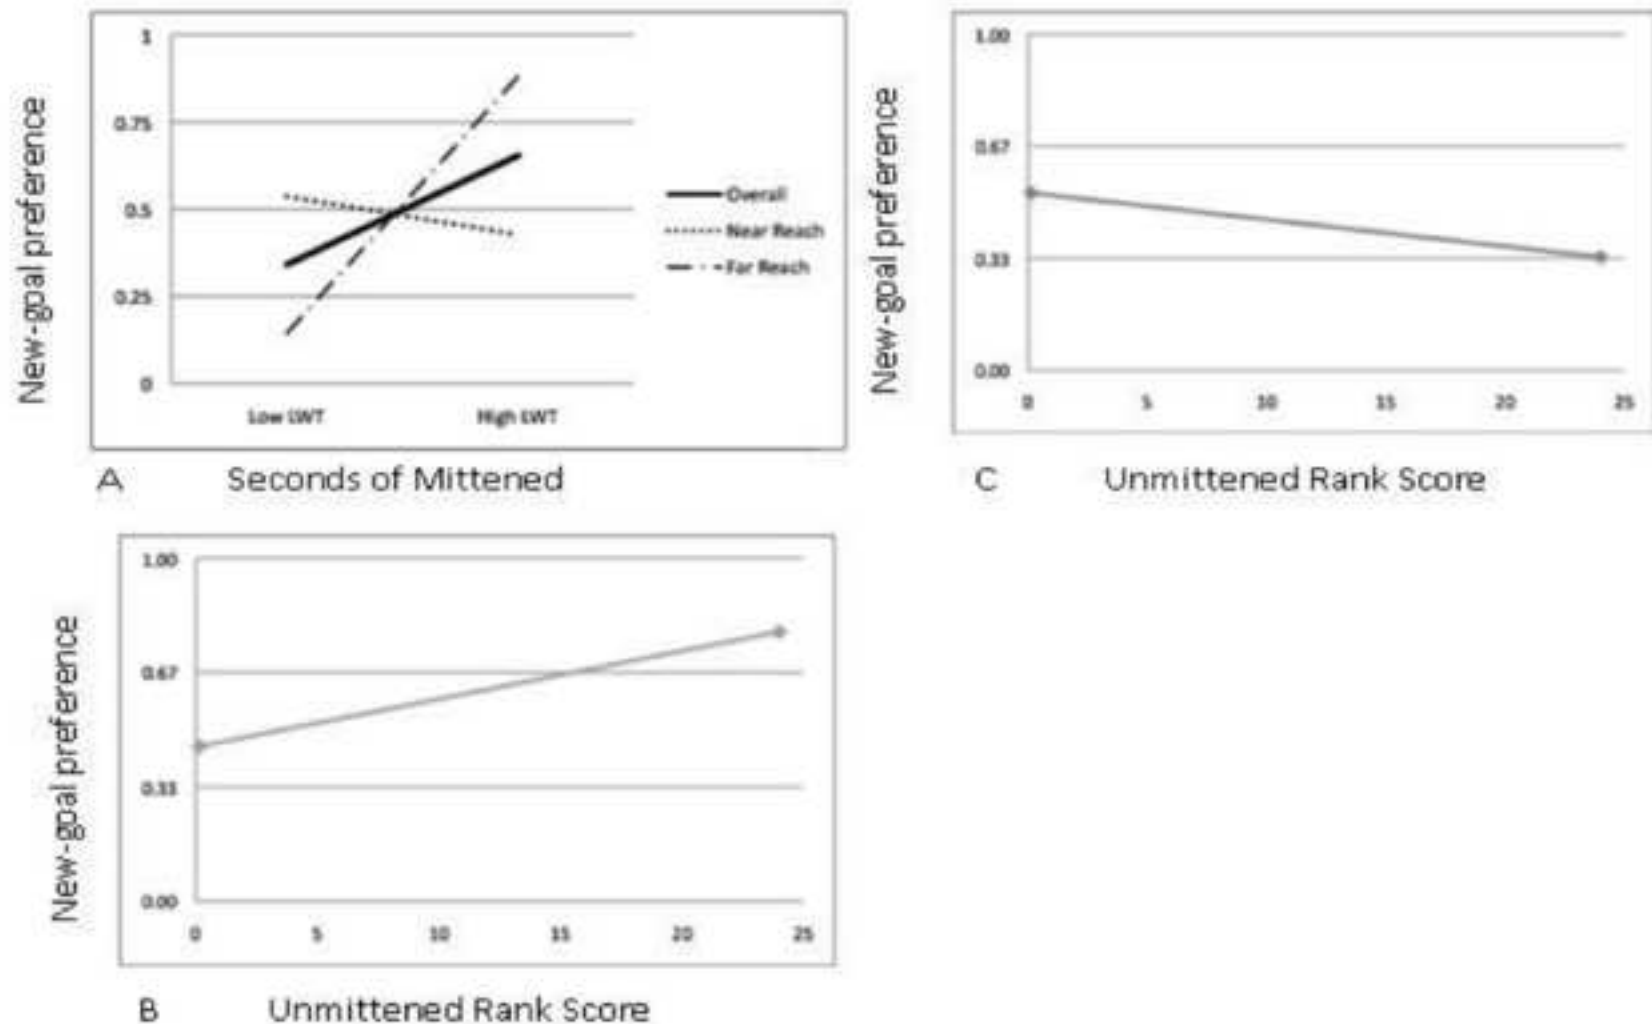 New-goal preference
1
0.75
0.5
0.25
0
Low LWT High LWT
Overall
Near Reach
Far Reach
A Seconds of Mittened
New-goal preference
1.00
0.67
0.33
0.00
0 5 10 15 20 25
C Unmittened Rank Score
New-goal preference
1.00
0.67
0.33
0.00
0 5 10 15 20 25
B Unmittened Rank Score